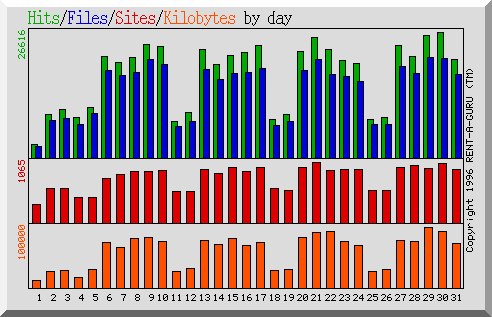 Hits/Files/Sites/Kilobytes by day
26616
1065
100000
Copyright 1996 RENT-A-GURU (TM)
1 2 3 4 5 6 7 8 9 10 11 12 13 14 15 16 17 18 19 20 21 22 23 24 25 26 27 28 29 30 31